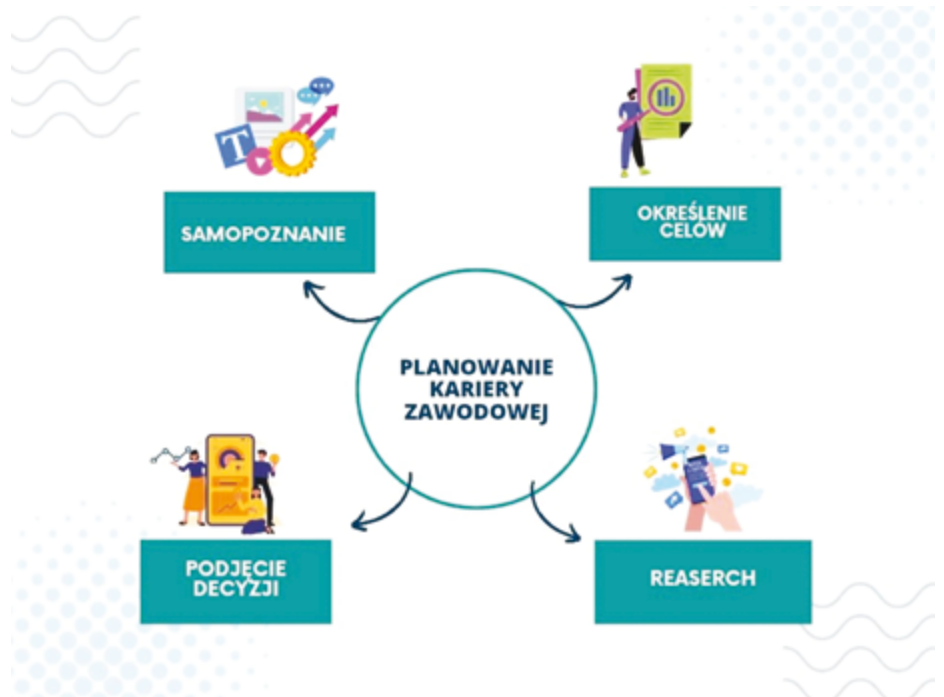 SAMOPOZNANIE
OKREŚLENIE
CELÓW
PLANOWANIE
KARIERY
ZAWODOWEJ
PODJĘCIE
DECYZJI
REASERCH
T